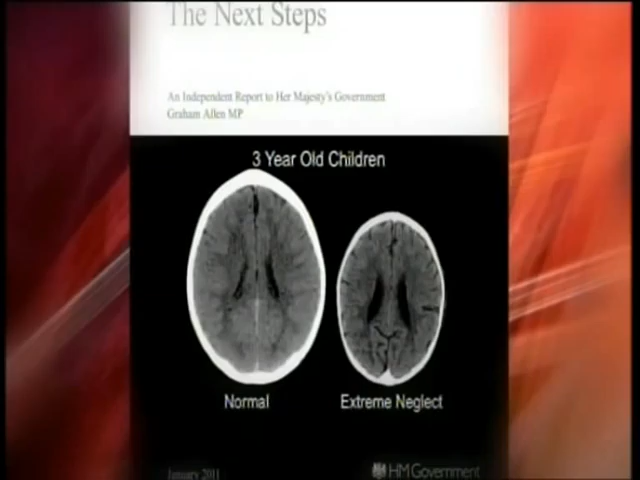 The Next Steps
An Independent Report to Her Majesty's Government
Graham Allen MP
3 Year Old Children
Normal
Extreme Neglect
January 2011
HM Government